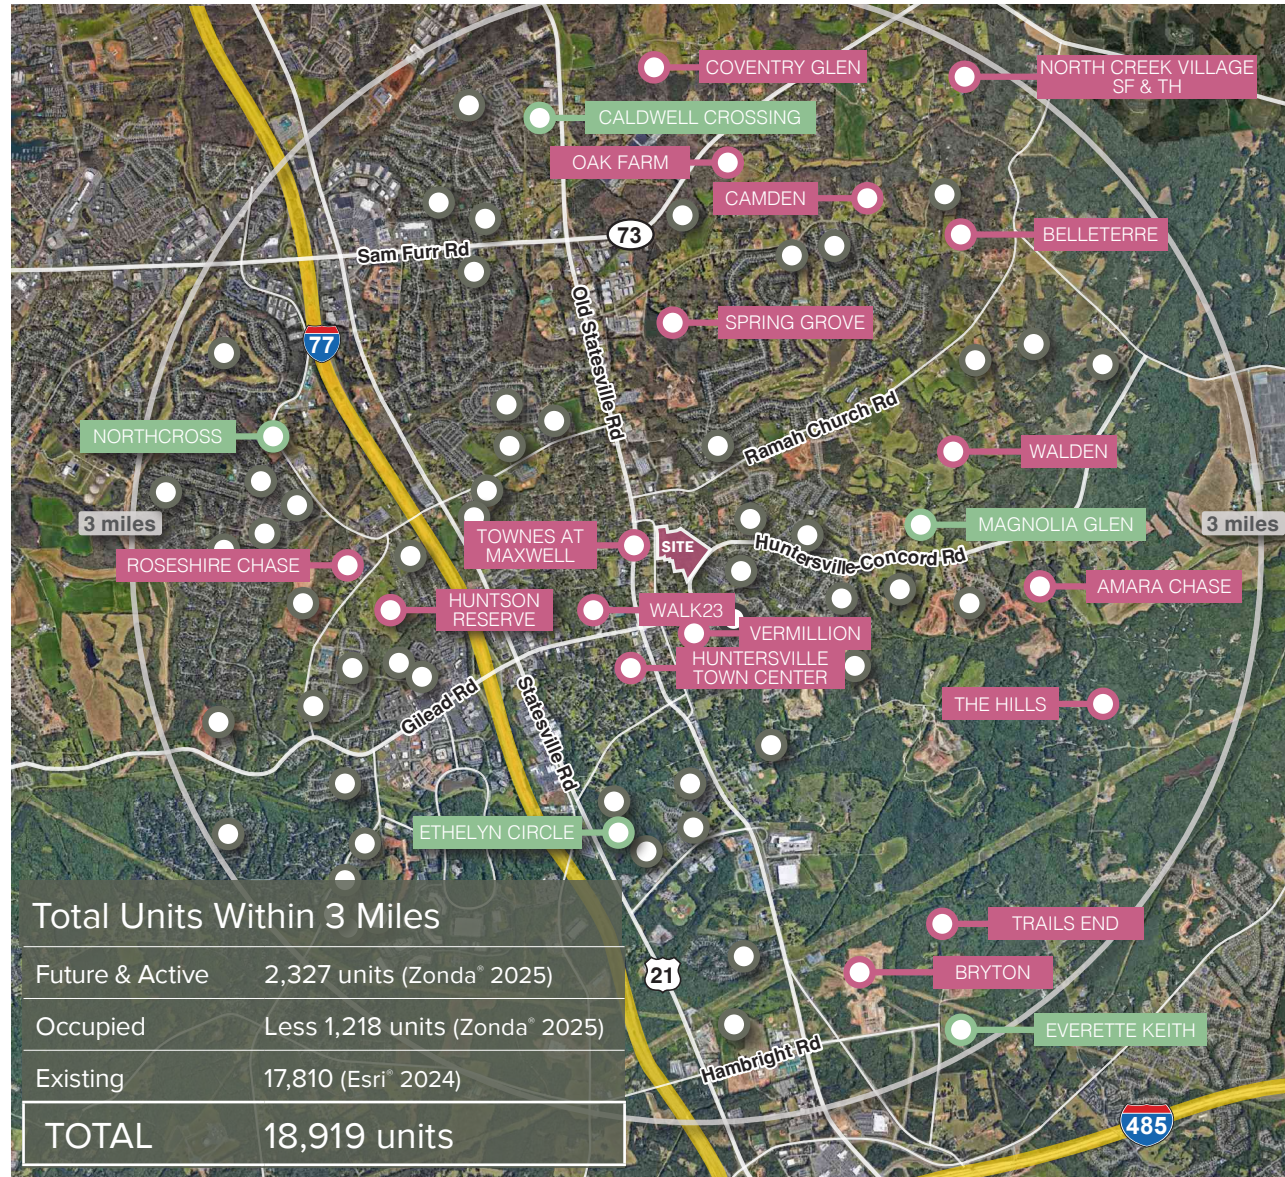 COVENTRY GLEN
NORTH CREEK VILLAGE
SF & TH
CALDWELL CROSSING
OAK FARM
CAMDEN
73
BELLETERRE
Sam Furr Rd
Old Statesville Rd
SPRING GROVE
77
Ramah Church Rd
NORTHCROSS
WALDEN
3 miles
3 miles
MAGNOLIA GLEN
TOWNES AT
MAXWELL
SITE
Huntersville-Concord Rd
ROSESHIRE CHASE
AMARA CHASE
HUNTSON
RESERVE
WALK23
VERMILLION
HUNTERSVILLE
TOWN CENTER
THE HILLS
Gilead Rd
Statesville Rd
ETHELYN CIRCLE
TRAILS END
21
BRYTON
EVERETTE KEITH
Hambright Rd
485
Total Units Within 3 Miles
Future & Active 2,327 units (Zonda® 2025)
Occupied Less 1,218 units (Zonda® 2025)
Existing 17,810 (Esri® 2024)
TOTAL 18,919 units